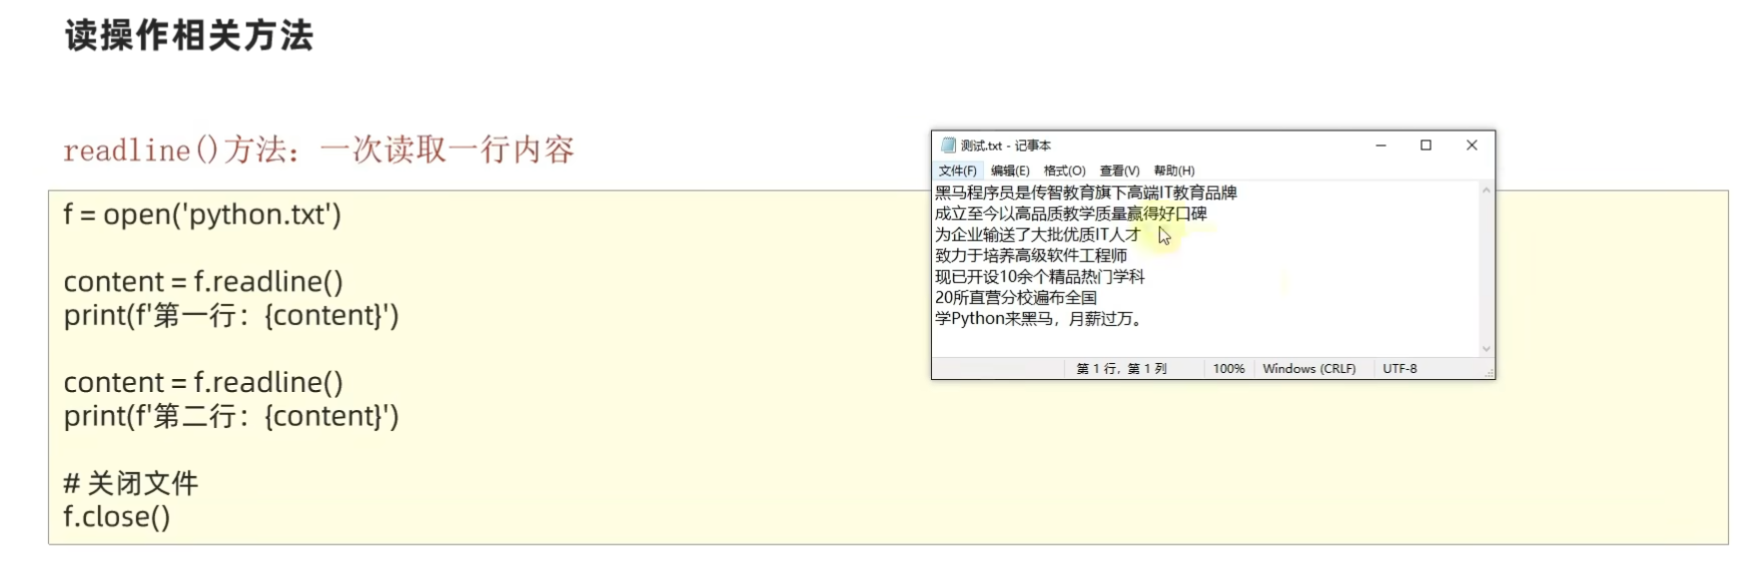 读操作相关方法
readline()方法：一次读取一行内容
f = open('python.txt')
content = f.readline()
print(f'第一行：{content}')
content = f.readline()
print(f'第二行：{content}')
# 关闭文件
f.close()
测试.txt - 记事本
文件(F) 编辑(E) 格式(O) 查看(V) 帮助(H)
黑马程序员是传智教育旗下高端IT教育品牌
成立至今以高品质教学质量赢得好口碑
为企业输送了大批优质IT人才
致力于培养高级软件工程师
现已开设10余个精品热门学科
20所直营分校遍布全国
学Python来黑马，月薪过万。
第 1 行，第 1 列 100% Windows (CRLF) UTF-8